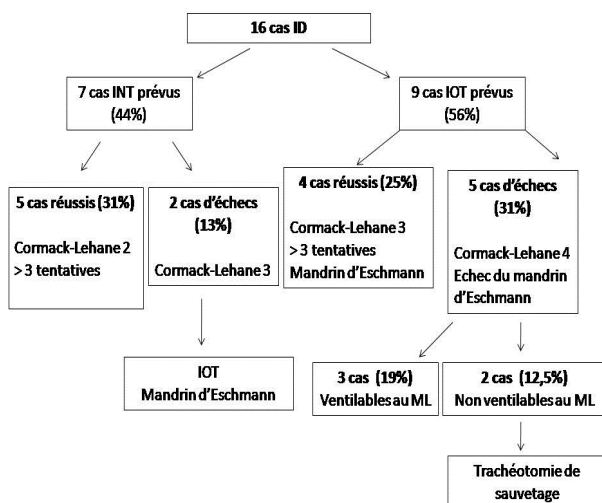 16 cas ID
7 cas INT prévus
(44%)
9 cas IOT prévus
(56%)
5 cas réussis (31%)
Cormack-Lehane 2
> 3 tentatives
2 cas d'échecs
(13%)
Cormack-Lehane 3
4 cas réussis (25%)
Cormack-Lehane 3
> 3 tentatives
Mandrin d'Eschmann
5 cas d'échecs
(31%)
Cormack-Lehane 4
Echec du mandrin
d'Eschmann
IOT
Mandrin d'Eschmann
3 cas (19%)
Ventilables au ML
2 cas (12,5%)
Non ventilables au ML
Trachéotomie de
sauvetage